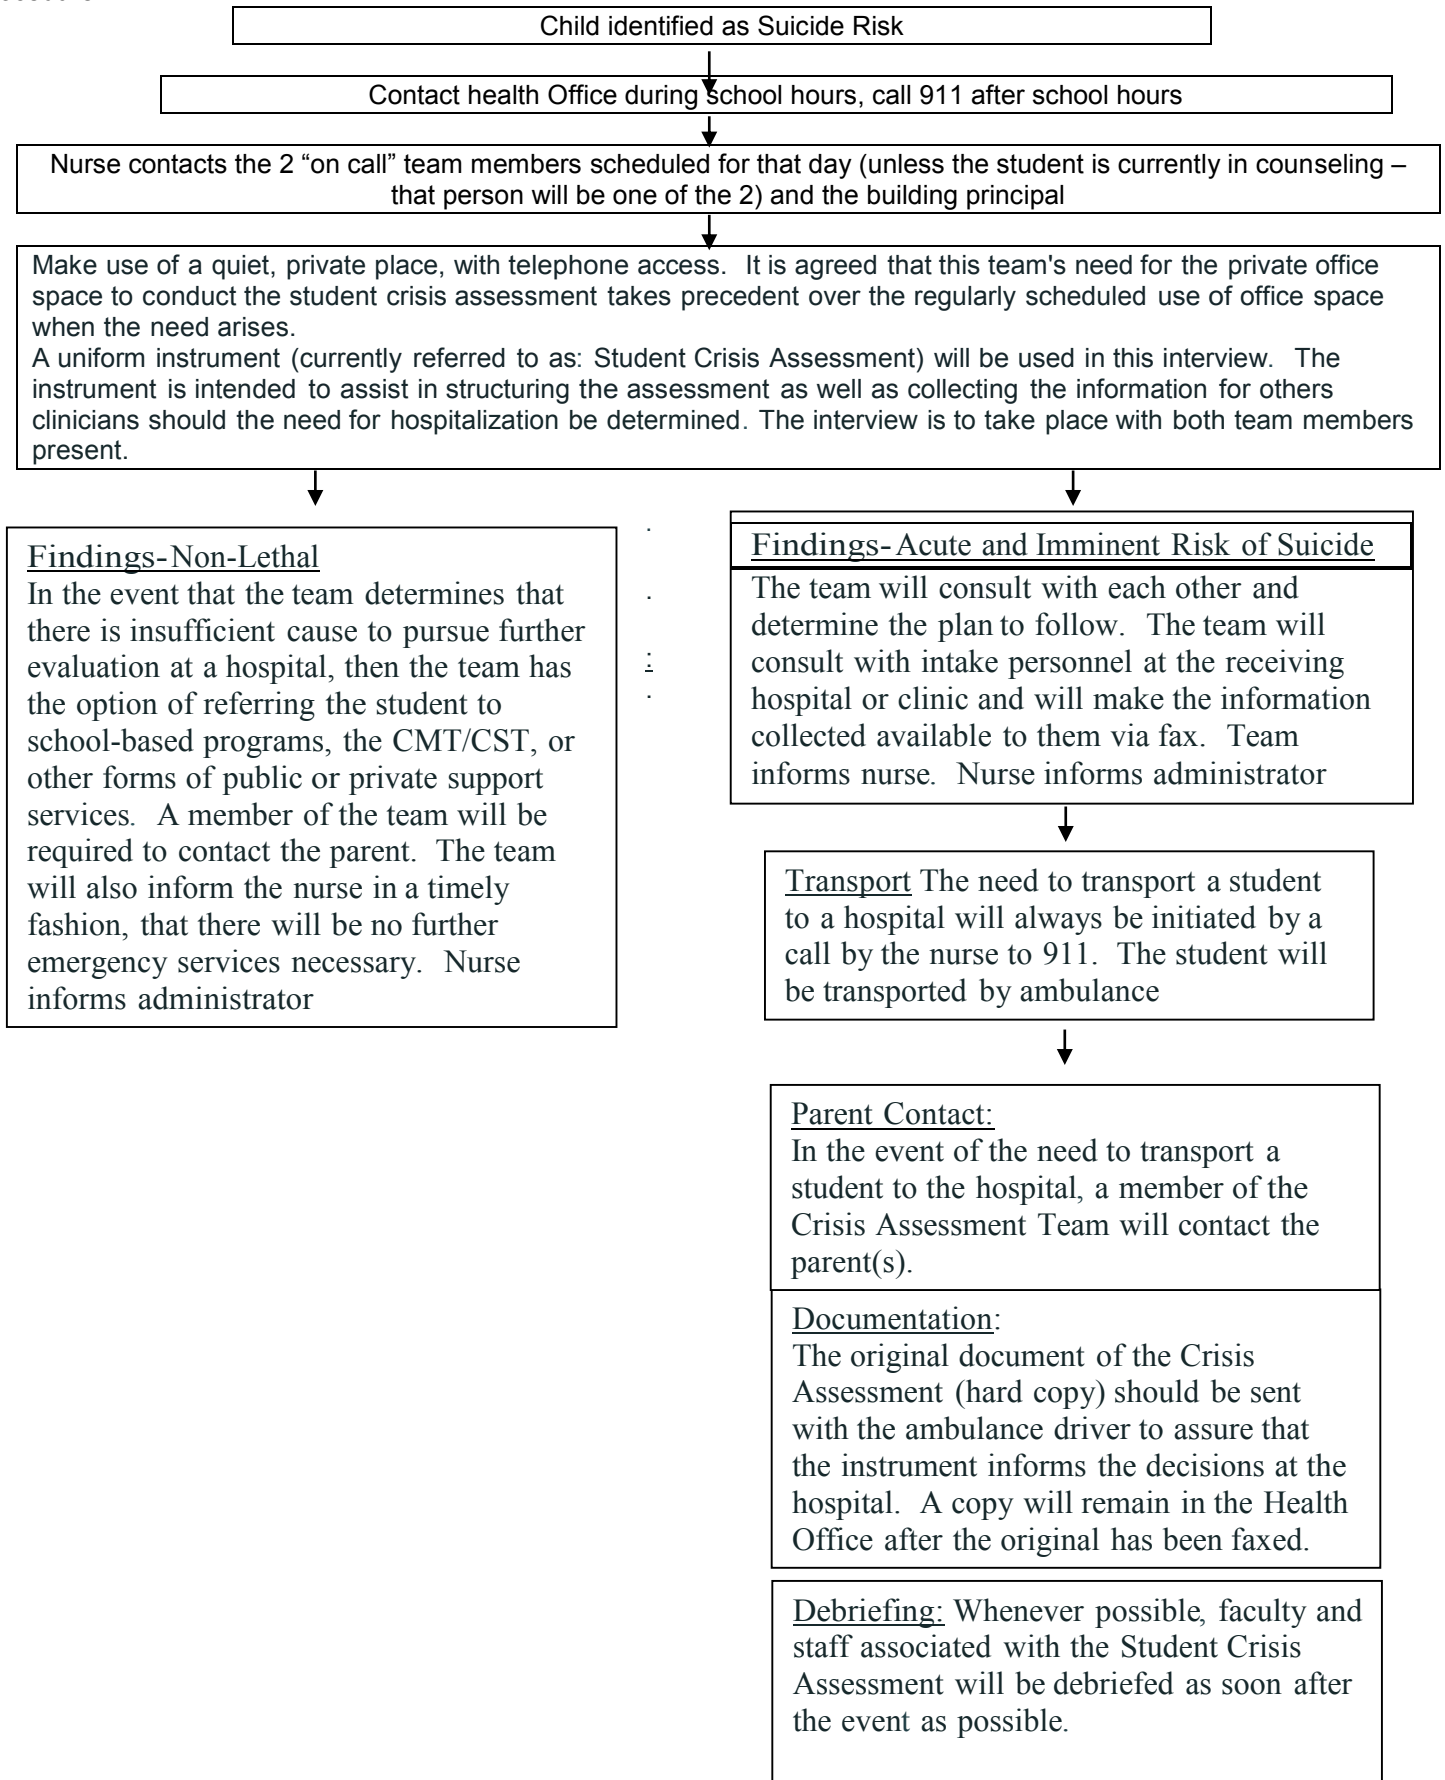 Child identified as Suicide Risk
Contact health Office during school hours, call 911 after school hours
Nurse contacts the 2 “on call” team members scheduled for that day (unless the student is currently in counseling –
that person will be one of the 2) and the building principal
Make use of a quiet, private place, with telephone access. It is agreed that this team's need for the private office
space to conduct the student crisis assessment takes precedent over the regularly scheduled use of office space
when the need arises.
A uniform instrument (currently referred to as: Student Crisis Assessment) will be used in this interview. The
instrument is intended to assist in structuring the assessment as well as collecting the information for others
clinicians should the need for hospitalization be determined. The interview is to take place with both team members
present.
Findings-Non-Lethal
In the event that the team determines that
there is insufficient cause to pursue further
evaluation at a hospital, then the team has
the option of referring the student to
school-based programs, the CMT/CST, or
other forms of public or private support
services. A member of the team will be
required to contact the parent. The team
will also inform the nurse in a timely
fashion, that there will be no further
emergency services necessary. Nurse
informs administrator
.
.
:
.
Findings-Acute and Imminent Risk of Suicide
The team will consult with each other and
determine the plan to follow. The team will
consult with intake personnel at the receiving
hospital or clinic and will make the information
collected available to them via fax. Team
informs nurse. Nurse informs administrator
Transport The need to transport a student
to a hospital will always be initiated by a
call by the nurse to 911. The student will
be transported by ambulance
Parent Contact:
In the event of the need to transport a
student to the hospital, a member of the
Crisis Assessment Team will contact the
parent(s).
Documentation:
The original document of the Crisis
Assessment (hard copy) should be sent
with the ambulance driver to assure that
the instrument informs the decisions at the
hospital. A copy will remain in the Health
Office after the original has been faxed.
Debriefing: Whenever possible, faculty and
staff associated with the Student Crisis
Assessment will be debriefed as soon after
the event as possible.